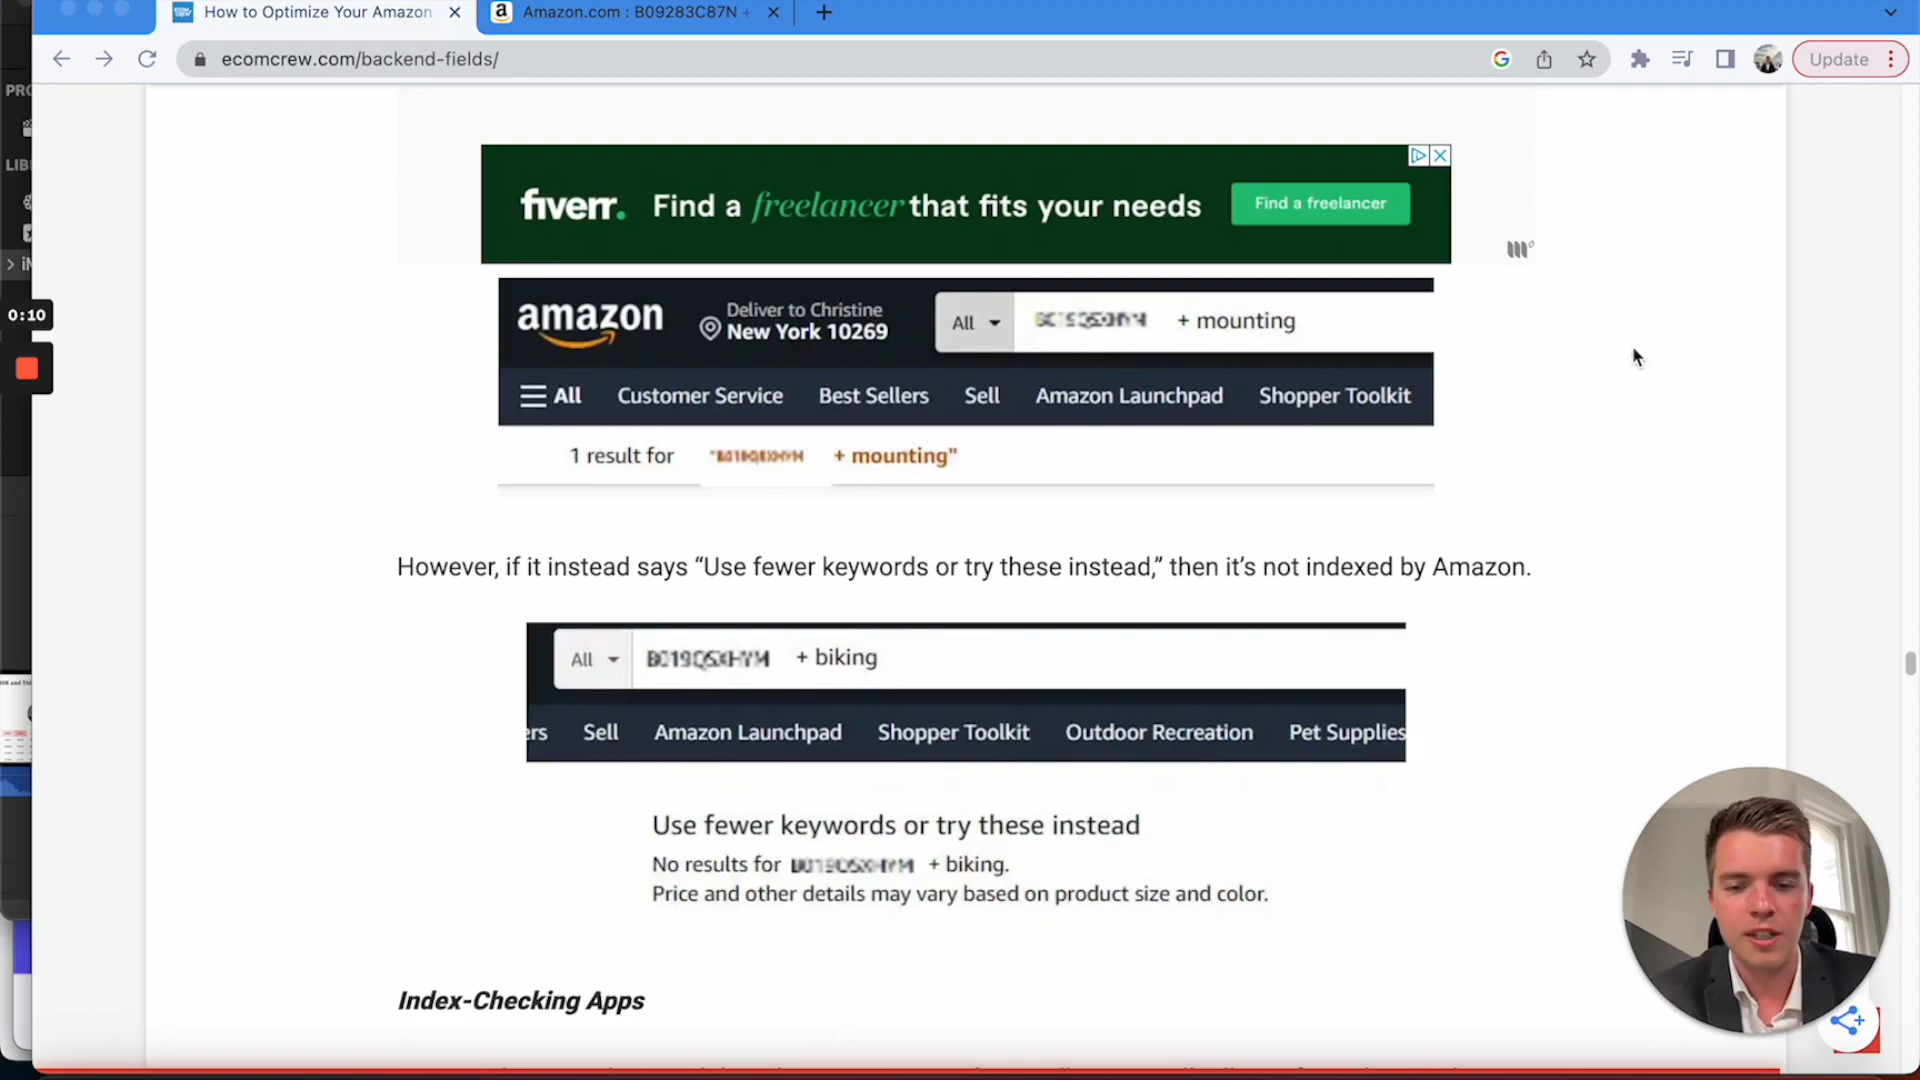 How to Optimize Your Amazon
Amazon.com : B09283C87N +
ecomcrew.com/backend-fields/
Update
PRO
LIB
0:10
fiverr. Find a freelancer that fits your needs
Find a freelancer
amazon
Deliver to Christine
New York 10269
All
+ mounting
All Customer Service Best Sellers Sell Amazon Launchpad Shopper Toolkit
1 result for + mounting"
However, if it instead says “Use fewer keywords or try these instead,” then it’s not indexed by Amazon.
All B019QSXHYM + biking
ers Sell Amazon Launchpad Shopper Toolkit Outdoor Recreation Pet Supplies
Use fewer keywords or try these instead
No results for + biking.
Price and other details may vary based on product size and color.
Index-Checking Apps